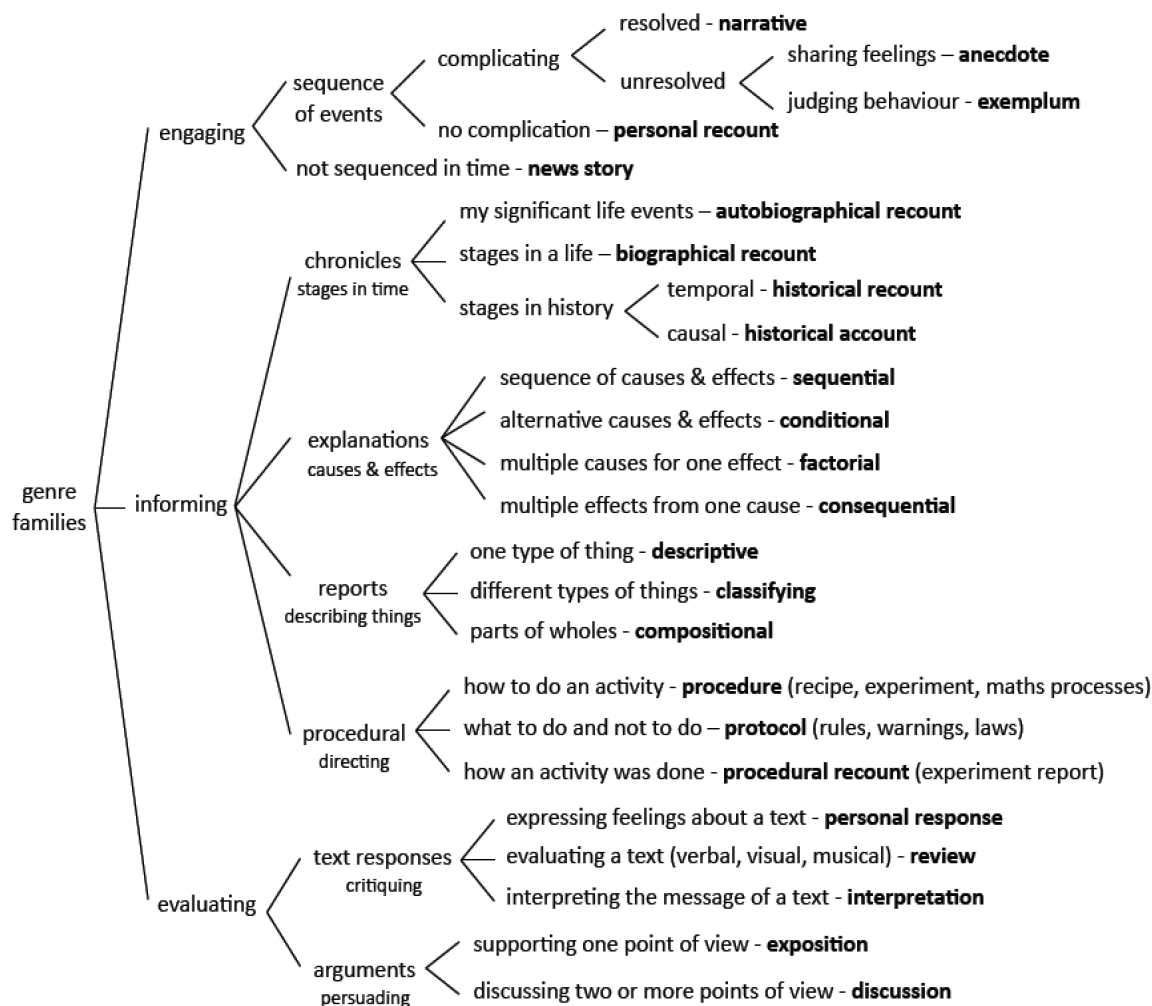 genre
families
engaging
sequence
of events
complicating
resolved - narrative
unresolved
sharing feelings – anecdote
judging behaviour - exemplum
no complication – personal recount
not sequenced in time - news story
informing
chronicles
stages in time
my significant life events – autobiographical recount
stages in a life – biographical recount
stages in history
temporal - historical recount
causal - historical account
explanations
causes & effects
sequence of causes & effects - sequential
alternative causes & effects - conditional
multiple causes for one effect - factorial
multiple effects from one cause - consequential
reports
describing things
one type of thing - descriptive
different types of things - classifying
parts of wholes - compositional
procedural
directing
how to do an activity - procedure (recipe, experiment, maths processes)
what to do and not to do – protocol (rules, warnings, laws)
how an activity was done - procedural recount (experiment report)
evaluating
text responses
critiquing
expressing feelings about a text - personal response
evaluating a text (verbal, visual, musical) - review
interpreting the message of a text - interpretation
arguments
persuading
supporting one point of view - exposition
discussing two or more points of view - discussion